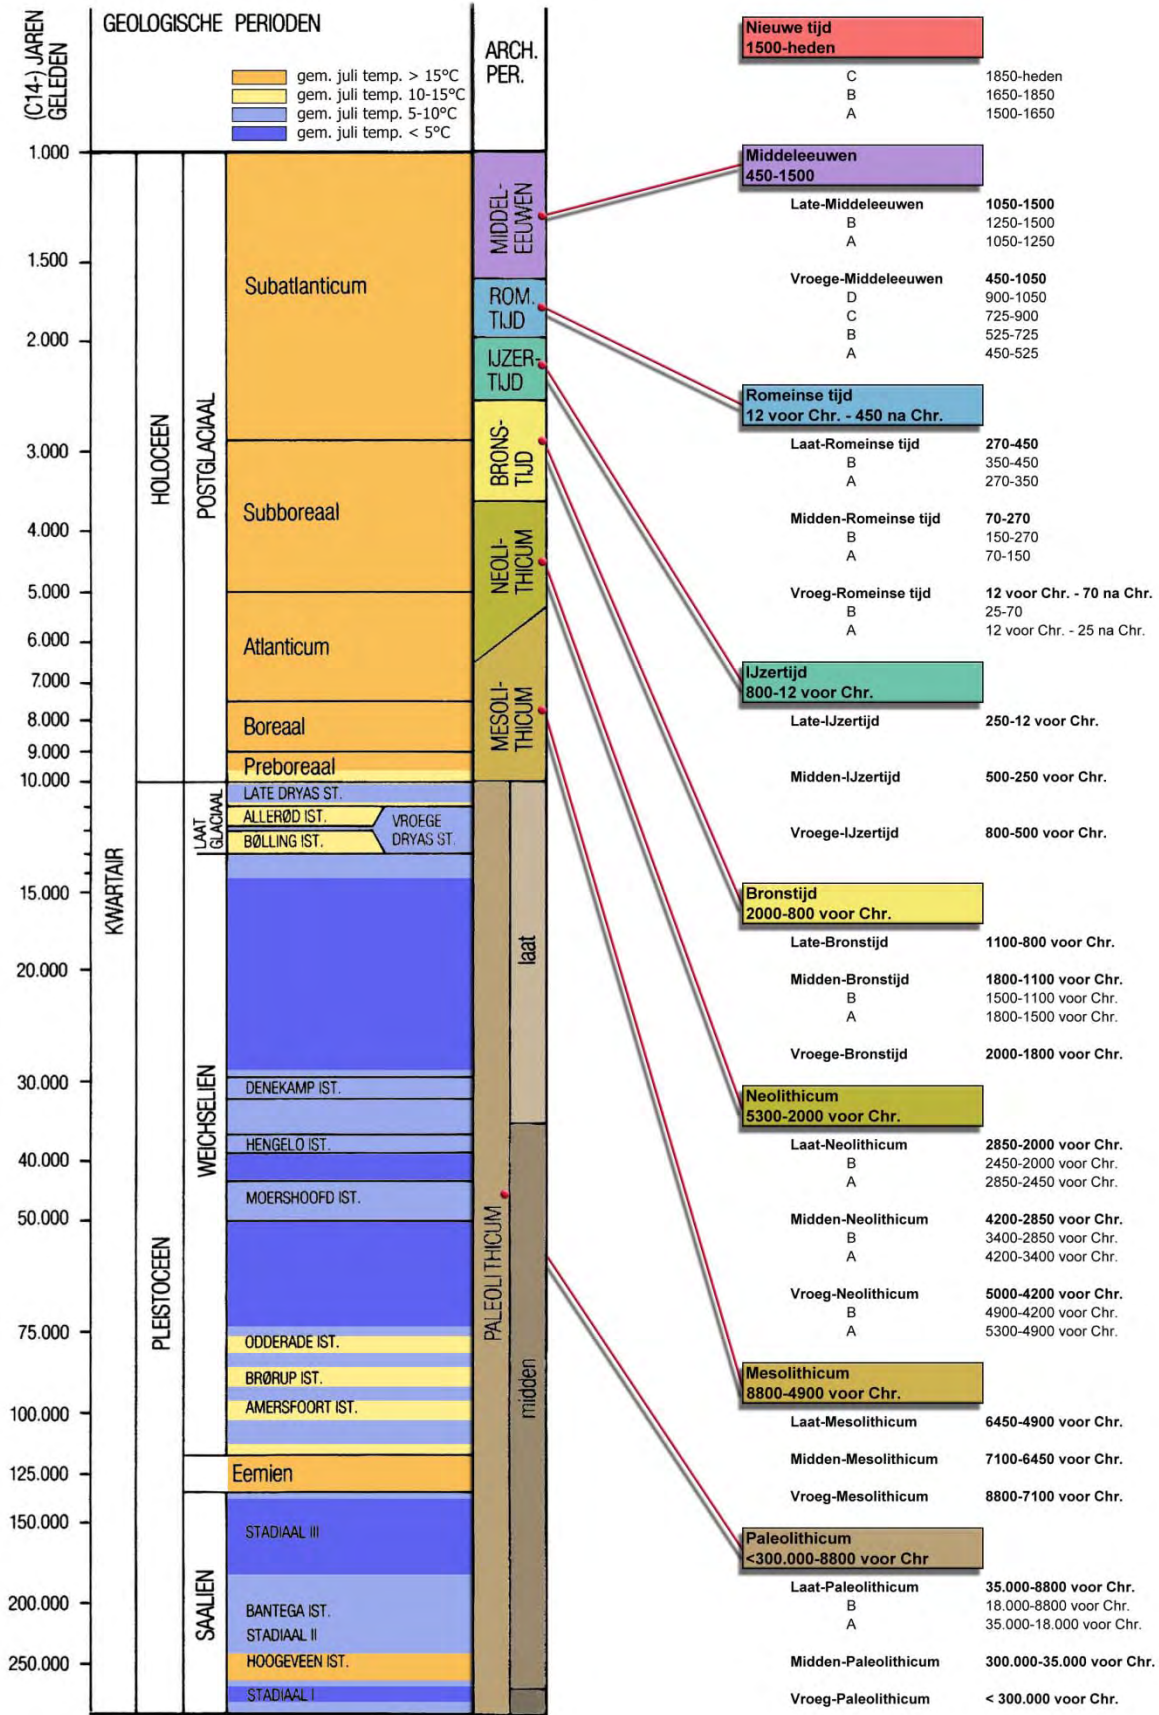 GEOLOGISCHE PERIODEN
(C14-) JAREN
GELEDEN
gem. juli temp. > 15°C
gem. juli temp. 10-15°C
gem. juli temp. 5-10°C
gem. juli temp. < 5°C
ARCH.
PER.
1.000
1.500
2.000
3.000
4.000
5.000
6.000
7.000
8.000
9.000
10.000
15.000
20.000
30.000
40.000
50.000
75.000
100.000
125.000
150.000
200.000
250.000
KWARTAIR
HOLOCEEN
PLEISTOCEEN
POSTGLACIAAL
LAAT
GLACIAAL
WEICHSELIEN
SAALIEN
Subatlanticum
Subboreaal
Atlanticum
Boreaal
Preboreaal
LATE DRYAS ST.
ALLERØD IST.
VROEGE
DRYAS ST.
BØLLING IST.
DENEKAMP IST.
HENGELO IST.
MOERSHOOFD IST.
ODDERADE IST.
BRØRUP IST.
AMERSFOORT IST.
Eemien
STADIAAL III
BANTEGA IST.
STADIAAL II
HOOGEVEEN IST.
STADIAAL I
MIDDEL-
EEUWEN
ROM.
TIJD
IJZER-
TIJD
BRONS-
TIJD
NEOLI-
THICUM
MESOLI-
THICUM
PALEOLITHICUM
laat
midden
Nieuwe tijd
1500-heden
C 1850-heden
B 1650-1850
A 1500-1650
Middeleeuwen
450-1500
Late-Middeleeuwen 1050-1500
B 1250-1500
A 1050-1250
Vroege-Middeleeuwen 450-1050
D 900-1050
C 725-900
B 525-725
A 450-525
Romeinse tijd
12 voor Chr. - 450 na Chr.
Laat-Romeinse tijd 270-450
B 350-450
A 270-350
Midden-Romeinse tijd 70-270
B 150-270
A 70-150
Vroeg-Romeinse tijd 12 voor Chr. - 70 na Chr.
B 25-70
A 12 voor Chr. - 25 na Chr.
IJzertijd
800-12 voor Chr.
Late-IJzertijd 250-12 voor Chr.
Midden-IJzertijd 500-250 voor Chr.
Vroege-IJzertijd 800-500 voor Chr.
Bronstijd
2000-800 voor Chr.
Late-Bronstijd 1100-800 voor Chr.
Midden-Bronstijd 1800-1100 voor Chr.
B 1500-1100 voor Chr.
A 1800-1500 voor Chr.
Vroege-Bronstijd 2000-1800 voor Chr.
Neolithicum
5300-2000 voor Chr.
Laat-Neolithicum 2850-2000 voor Chr.
B 2450-2000 voor Chr.
A 2850-2450 voor Chr.
Midden-Neolithicum 4200-2850 voor Chr.
B 3400-2850 voor Chr.
A 4200-3400 voor Chr.
Vroeg-Neolithicum 5000-4200 voor Chr.
B 4900-4200 voor Chr.
A 5300-4900 voor Chr.
Mesolithicum
8800-4900 voor Chr.
Laat-Mesolithicum 6450-4900 voor Chr.
Midden-Mesolithicum 7100-6450 voor Chr.
Vroeg-Mesolithicum 8800-7100 voor Chr.
Paleolithicum
<300.000-8800 voor Chr
Laat-Paleolithicum 35.000-8800 voor Chr.
B 18.000-8800 voor Chr.
A 35.000-18.000 voor Chr.
Midden-Paleolithicum 300.000-35.000 voor Chr.
Vroeg-Paleolithicum < 300.000 voor Chr.